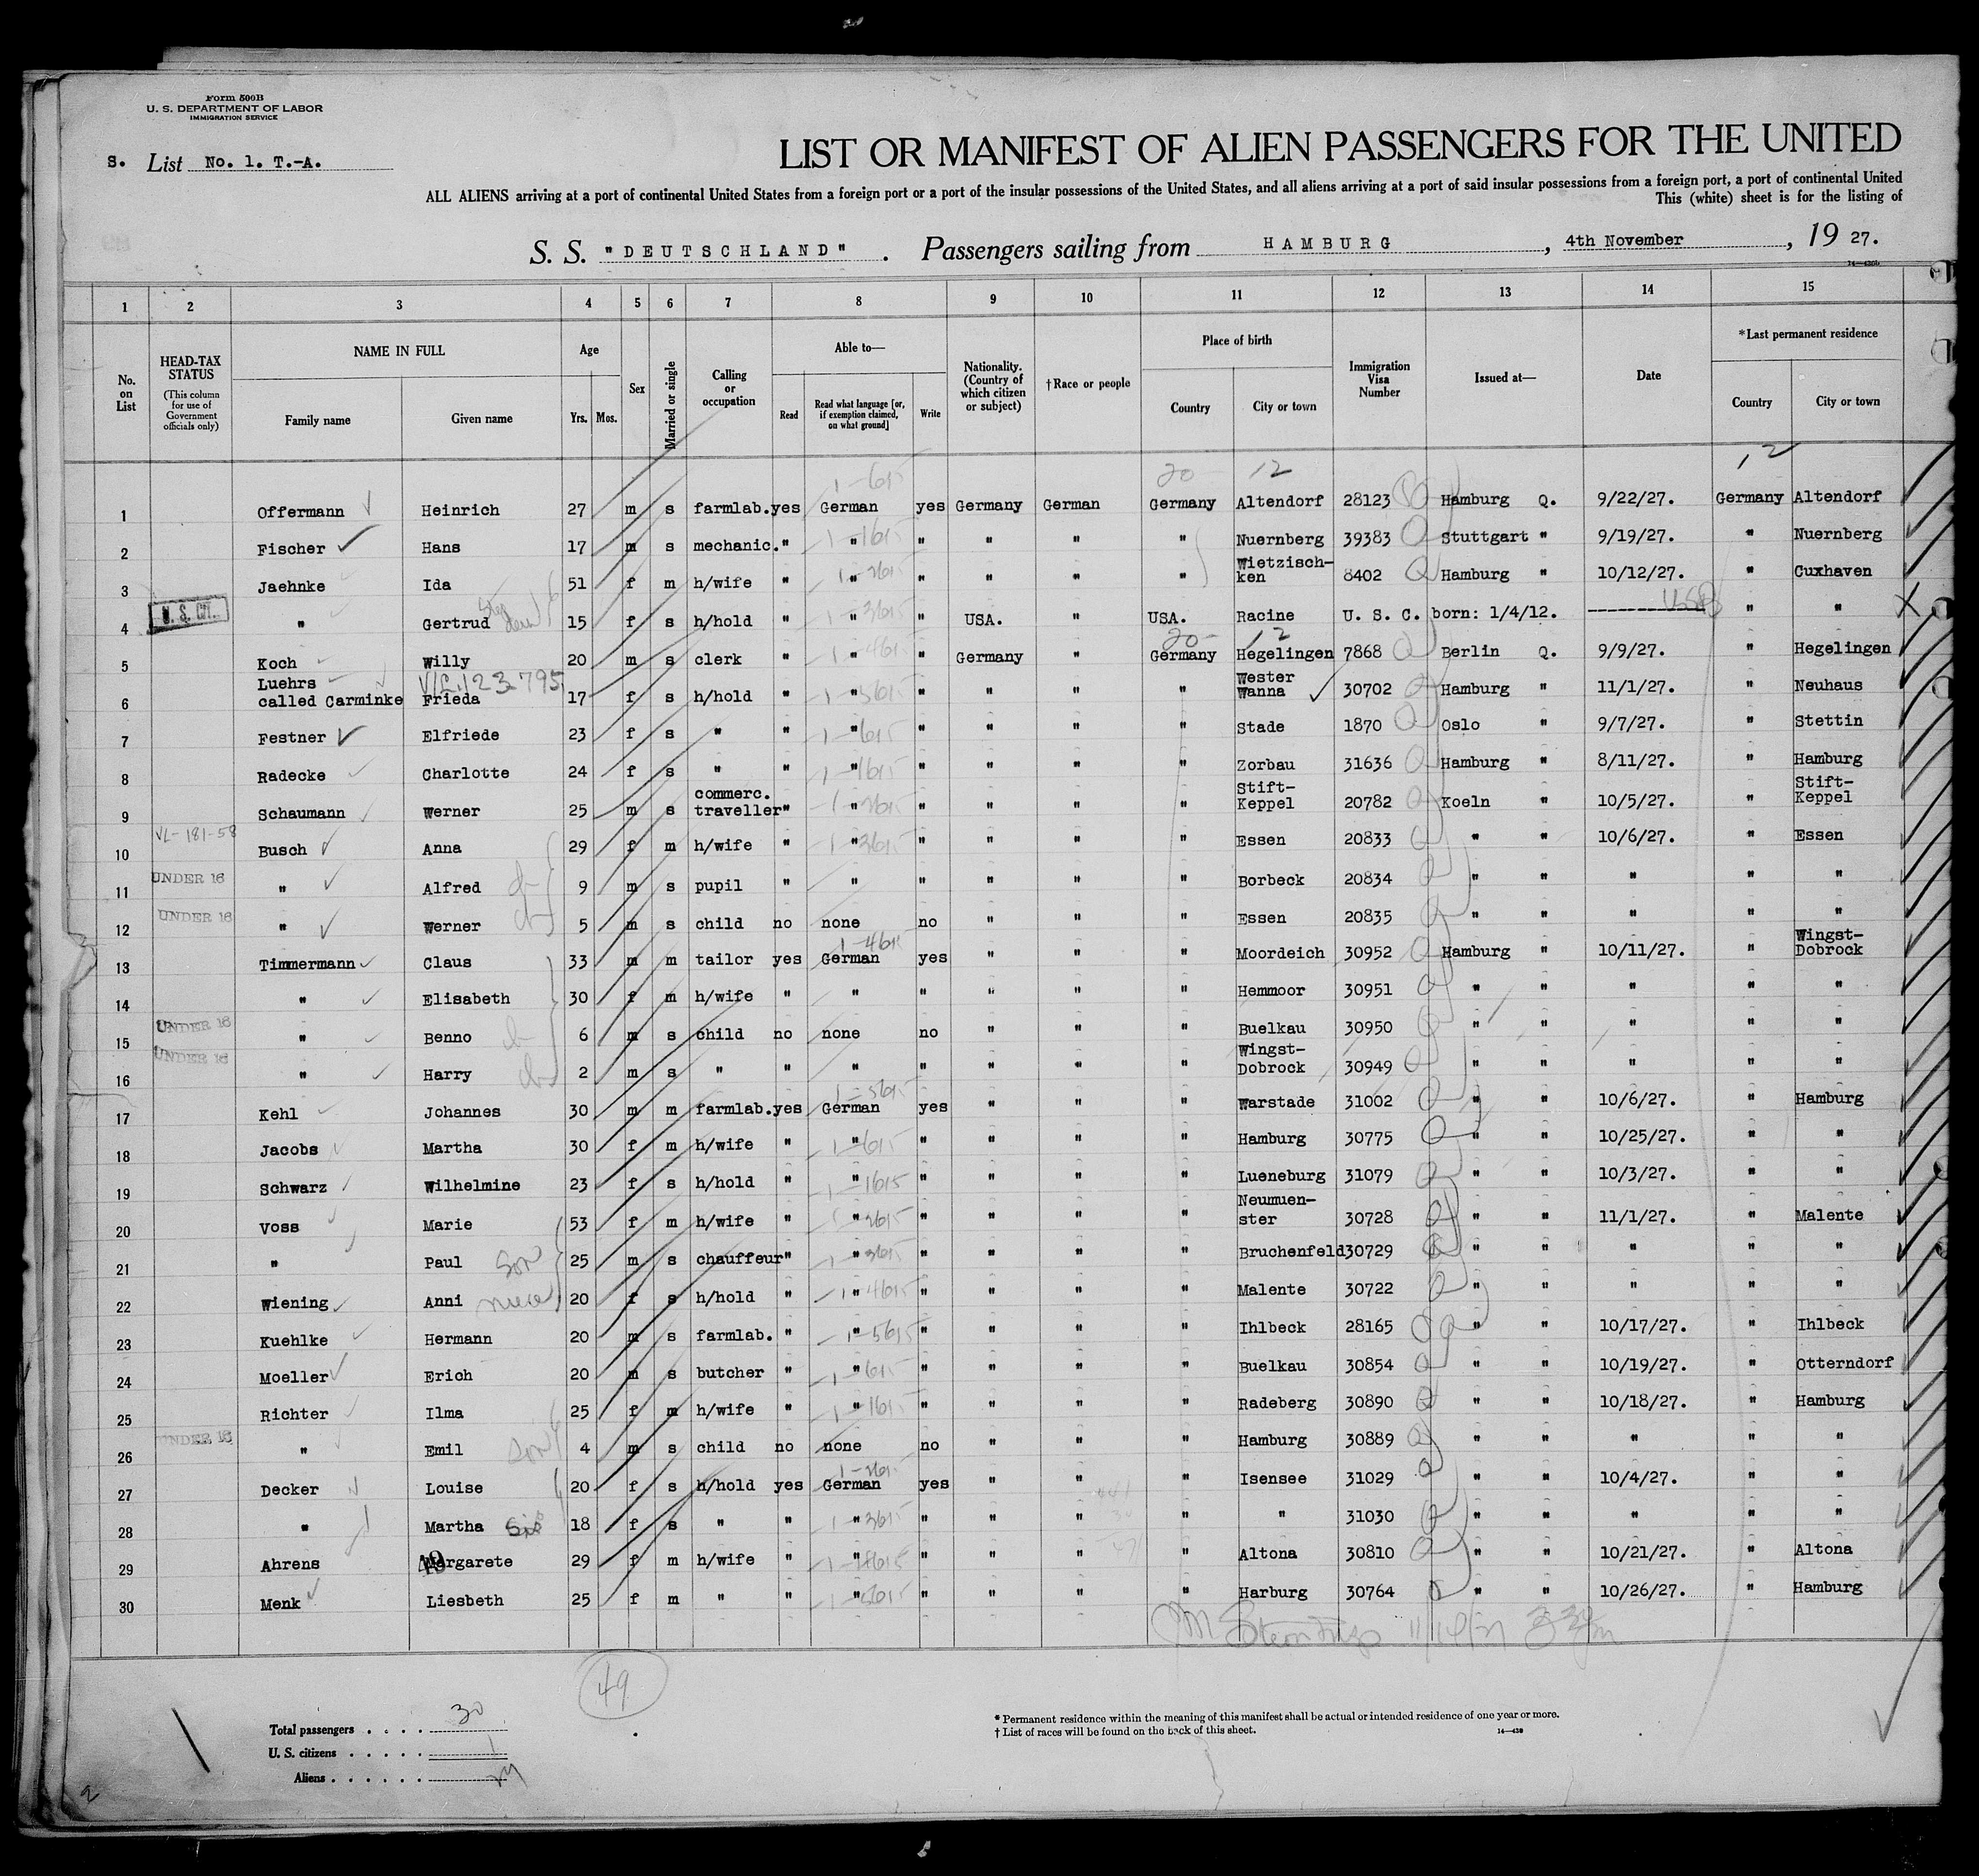 Form 500B
U. S. DEPARTMENT OF LABOR
IMMIGRATION SERVICE
S. List No. 1. T.-A.
LIST OR MANIFEST OF ALIEN PASSENGERS FOR THE UNITED
ALL ALIENS arriving at a port of continental United States from a foreign port or a port of the insular possessions of the United States, and all aliens arriving at a port of said insular possessions from a foreign port, a port of continental United
This (white) sheet is for the listing of
S. S. "DEUTSCHLAND". Passengers sailing from HAMBURG, 4th November, 19 27.
1 2 3 4 5 6 7 8 9 10 11 12 13 14 15
No. on List
HEAD-TAX STATUS (This column for use of Government officials only)
NAME IN FULL Family name Given name
Age Yrs. Mos.
Sex
Married or single
Calling or occupation
Able to— Read Read what language [or, if exemption claimed, on what ground] Write
Nationality. (Country of which citizen or subject)
†Race or people
Place of birth Country City or town
Immigration Visa Number
Issued at—
Date
*Last permanent residence Country City or town
20 12 12
1 Offermann Heinrich 27 m s farmlab. yes German yes Germany German Germany Altendorf 28123 Hamburg Q. 9/22/27. Germany Altendorf
2 Fischer Hans 17 m s mechanic. " " " " " " Nuernberg 39383 Stuttgart " 9/19/27. " Nuernberg
3 Jaehnke Ida 51 f m h/wife " " " " " " Wietzisch-ken 8402 Hamburg " 10/12/27. " Cuxhaven
4 U. S. CIT. " Gertrud 15 f s h/hold " " " USA. " USA. Racine U. S. C. born: 1/4/12. ------------ " "
20- 12
5 Koch Willy 20 m s clerk " " " Germany " Germany Hegelingen 7868 Berlin Q. 9/9/27. " Hegelingen
6 Luehrs called Carminke Frieda 17 f s h/hold " " " " " " Wester Wanna 30702 Hamburg " 11/1/27. " Neuhaus
7 Festner Elfriede 23 f s " " " " " " " Stade 1870 Oslo " 9/7/27. " Stettin
8 Radecke Charlotte 24 f s " " " " " " " Zorbau 31636 Hamburg " 8/11/27. " Hamburg
9 Schaumann Werner 25 m s commerc. traveller " " " " " " Stift-Keppel 20782 Koeln " 10/5/27. " Stift-Keppel
10 VL-181-58 Busch Anna 29 f m h/wife " " " " " " Essen 20833 " " 10/6/27. " Essen
11 UNDER 16 " Alfred 9 m s pupil " " " " " " Borbeck 20834 " " " " "
12 UNDER 16 " Werner 5 m s child no none no " " " Essen 20835 " " " " "
13 Timmermann Claus 33 m m tailor yes German yes " " " Moordeich 30952 Hamburg " 10/11/27. " Wingst-Dobrock
14 " Elisabeth 30 f m h/wife " " " " " " Hemmoor 30951 " " " " "
15 UNDER 16 " Benno 6 m s child no none no " " " Buelkau 30950 " " " " "
16 UNDER 16 " Harry 2 m s " " " " " " Wingst-Dobrock 30949 " " " " "
17 Kehl Johannes 30 m m farmlab. yes German yes " " " Warstade 31002 " " 10/6/27. " Hamburg
18 Jacobs Martha 30 f m h/wife " " " " " " Hamburg 30775 " " 10/25/27. " "
19 Schwarz Wilhelmine 23 f s h/hold " " " " " " Lueneburg 31079 " " 10/3/27. " "
20 Voss Marie 53 f m h/wife " " " " " " Neumuen-ster 30728 " " 11/1/27. " Malente
21 " Paul son 25 m s chauffeur " " " " " " Bruchenfeld 30729 " " " " "
22 Wiening Anni niece 20 f s h/hold " " " " " " Malente 30722 " " " " "
23 Kuehlke Hermann 20 m s farmlab. " " " " " " Ihlbeck 28165 " " 10/17/27. " Ihlbeck
24 Moeller Erich 20 m s butcher " " " " " " Buelkau 30854 " " 10/19/27. " Otterndorf
25 Richter Ilma 25 f m h/wife " " " " " " Radeberg 30890 " " 10/18/27. " Hamburg
26 UNDER 16 " Emil son 4 m s child no none no " " " Hamburg 30889 " " " " "
27 Decker Louise 20 f s h/hold yes German yes " " " Isensee 31029 " " 10/4/27. " "
28 " Martha Sis 18 f s " " " " " " " " 31030 " " " " "
29 Ahrens Margarete 29 f m h/wife " " " " " " Altona 30810 " " 10/21/27. " Altona
30 Menk Liesbeth 25 f m " " " " " " " Harburg 30764 " " 10/26/27. " Hamburg
49
Total passengers . . . . 30
U. S. citizens . . . . . 1
Aliens . . . . . .
* Permanent residence within the meaning of this manifest shall be actual or intended residence of one year or more.
† List of races will be found on the back of this sheet.
14—430
2